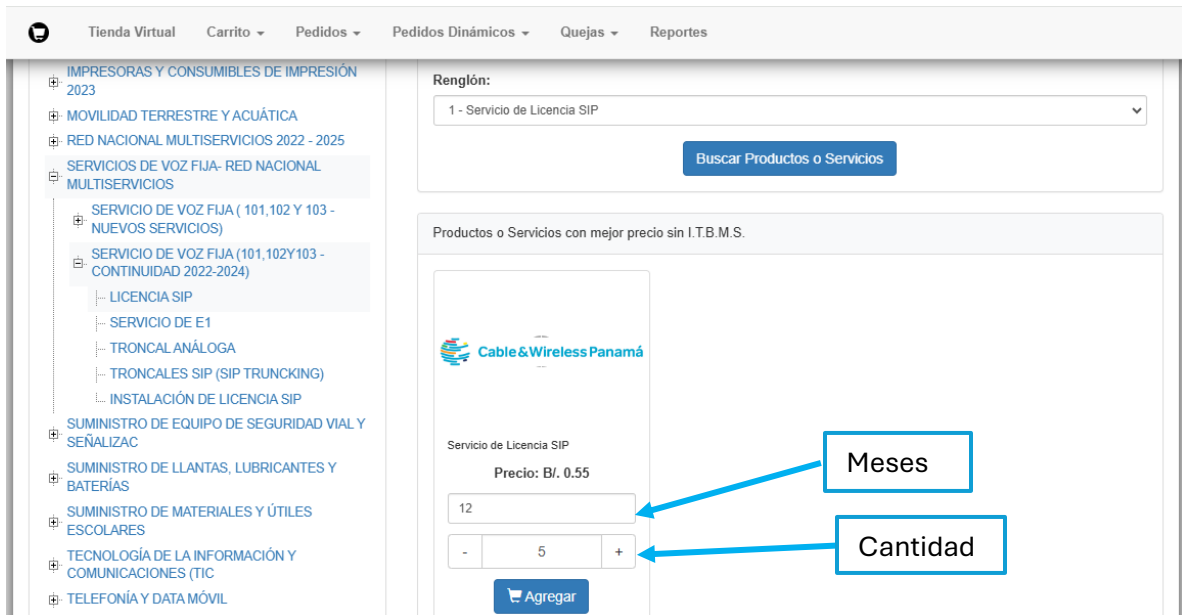 Tienda Virtual Carrito Pedidos Pedidos Dinámicos Quejas Reportes
IMPRESORAS Y CONSUMIBLES DE IMPRESIÓN
2023
MOVILIDAD TERRESTRE Y ACUÁTICA
RED NACIONAL MULTISERVICIOS 2022 - 2025
SERVICIOS DE VOZ FIJA- RED NACIONAL
MULTISERVICIOS
SERVICIO DE VOZ FIJA ( 101,102 Y 103 -
NUEVOS SERVICIOS)
SERVICIO DE VOZ FIJA (101,102Y103 -
CONTINUIDAD 2022-2024)
LICENCIA SIP
SERVICIO DE E1
TRONCAL ANÁLOGA
TRONCALES SIP (SIP TRUNCKING)
INSTALACIÓN DE LICENCIA SIP
SUMINISTRO DE EQUIPO DE SEGURIDAD VIAL Y
SEÑALIZAC
SUMINISTRO DE LLANTAS, LUBRICANTES Y
BATERÍAS
SUMINISTRO DE MATERIALES Y ÚTILES
ESCOLARES
TECNOLOGÍA DE LA INFORMACIÓN Y
COMUNICACIONES (TIC
TELEFONÍA Y DATA MÓVIL
Renglón:
1 - Servicio de Licencia SIP
Buscar Productos o Servicios
Productos o Servicios con mejor precio sin I.T.B.M.S.
Cable&Wireless Panamá
Servicio de Licencia SIP
Precio: B/. 0.55
12
- 5 +
Agregar
Meses
Cantidad